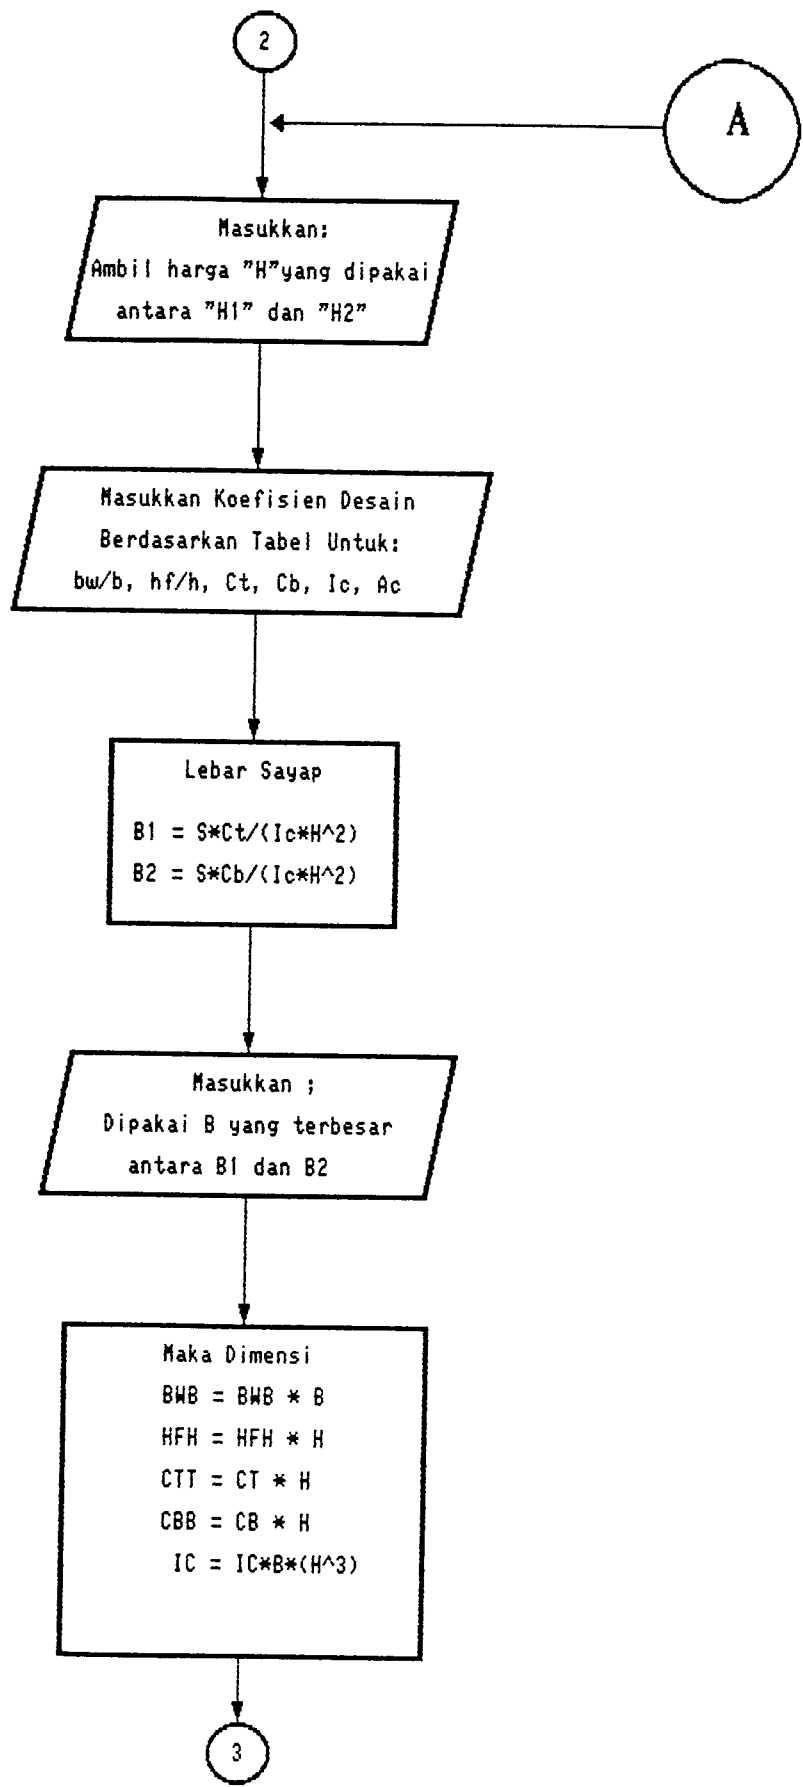 2
A
Masukkan:
Ambil harga "H"yang dipakai
antara "H1" dan "H2"
Masukkan Koefisien Desain
Berdasarkan Tabel Untuk:
bw/b, hf/h, Ct, Cb, Ic, Ac
Lebar Sayap
B1 = S*Ct/(Ic*H^2)
B2 = S*Cb/(Ic*H^2)
Masukkan ;
Dipakai B yang terbesar
antara B1 dan B2
Maka Dimensi
BWB = BWB * B
HFH = HFH * H
CTT = CT * H
CBB = CB * H
IC = IC*B*(H^3)
3